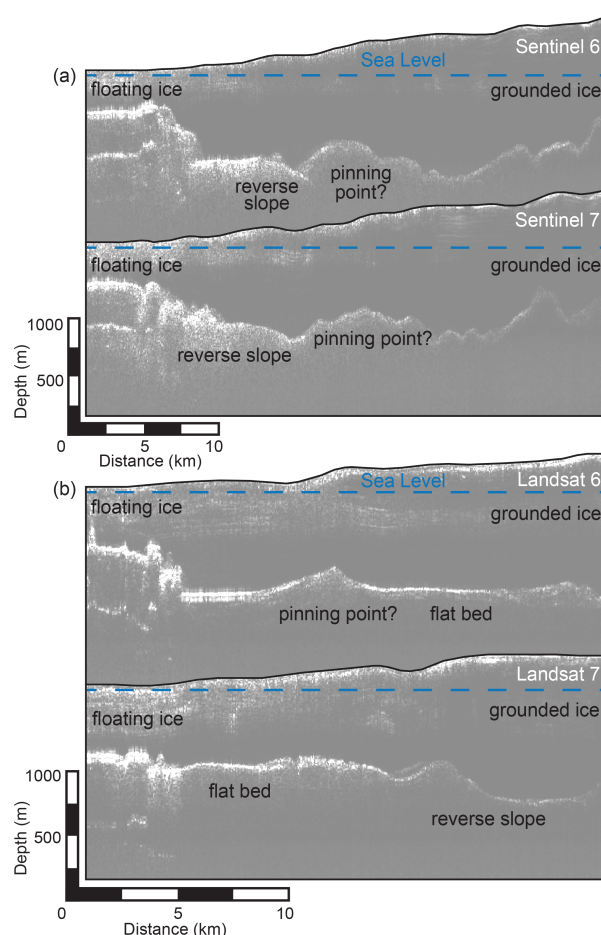 Sentinel 6
Sea Level
(a)
floating ice
grounded ice
reverse
slope
pinning
point?
Sentinel 7
floating ice
grounded ice
reverse slope
pinning point?
1000
500
Depth (m)
0
5
10
Distance (km)
(b)
Sea Level
Landsat 6
floating ice
grounded ice
pinning point?
flat bed
Landsat 7
floating ice
grounded ice
flat bed
reverse slope
1000
500
Depth (m)
0
5
10
Distance (km)